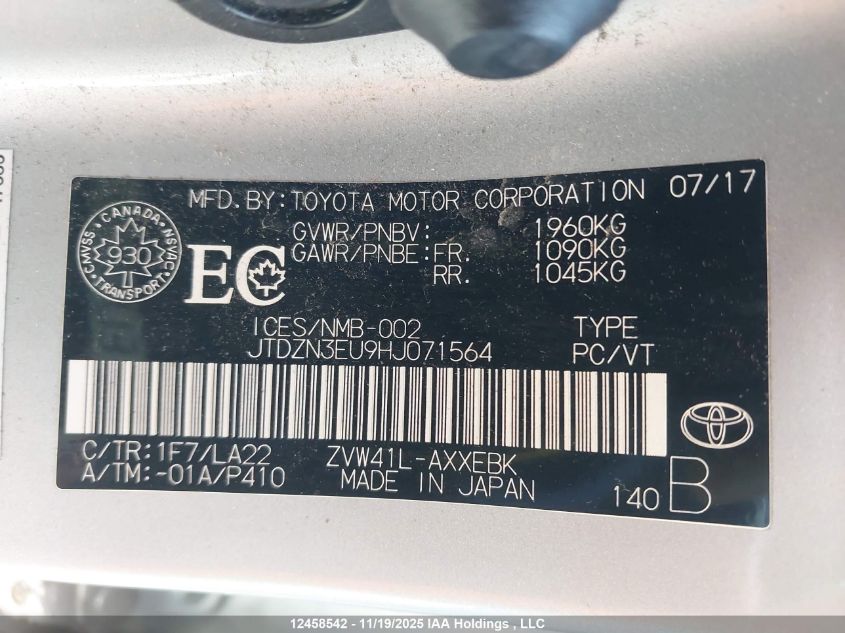 MFD.BY:TOYOTA MOTOR CORPORATION 07/17
CANADA
CMVSS 930 NSVAC
TRANSPORT
EC
GVWR/PNBV: 1960KG
GAWR/PNBE:FR. 1090KG
RR. 1045KG
ICES/NMB-002 TYPE
JTDZN3EU9HJ071564 PC/VT
C/TR:1F7/LA22 ZVW41L-AXXEBK
A/TM:-01A/P410 MADE IN JAPAN
140 B
12458542 - 11/19/2025 IAA Holdings , LLC